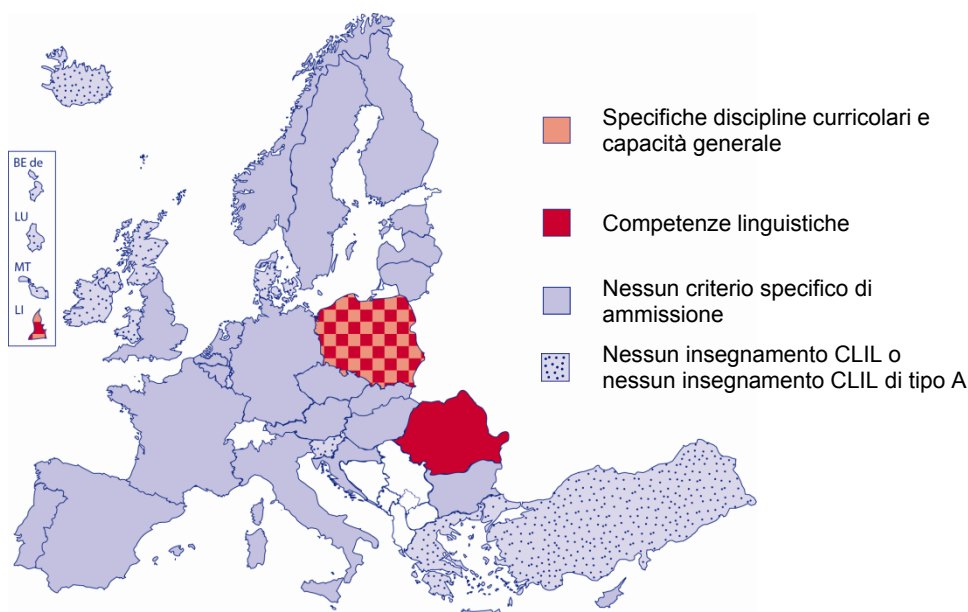 Specifiche discipline curricolari e
capacità generale
BE de
LU
MT
LI
Competenze linguistiche
Nessun criterio specifico di
ammissione
Nessun insegnamento CLIL o
nessun insegnamento CLIL di tipo A